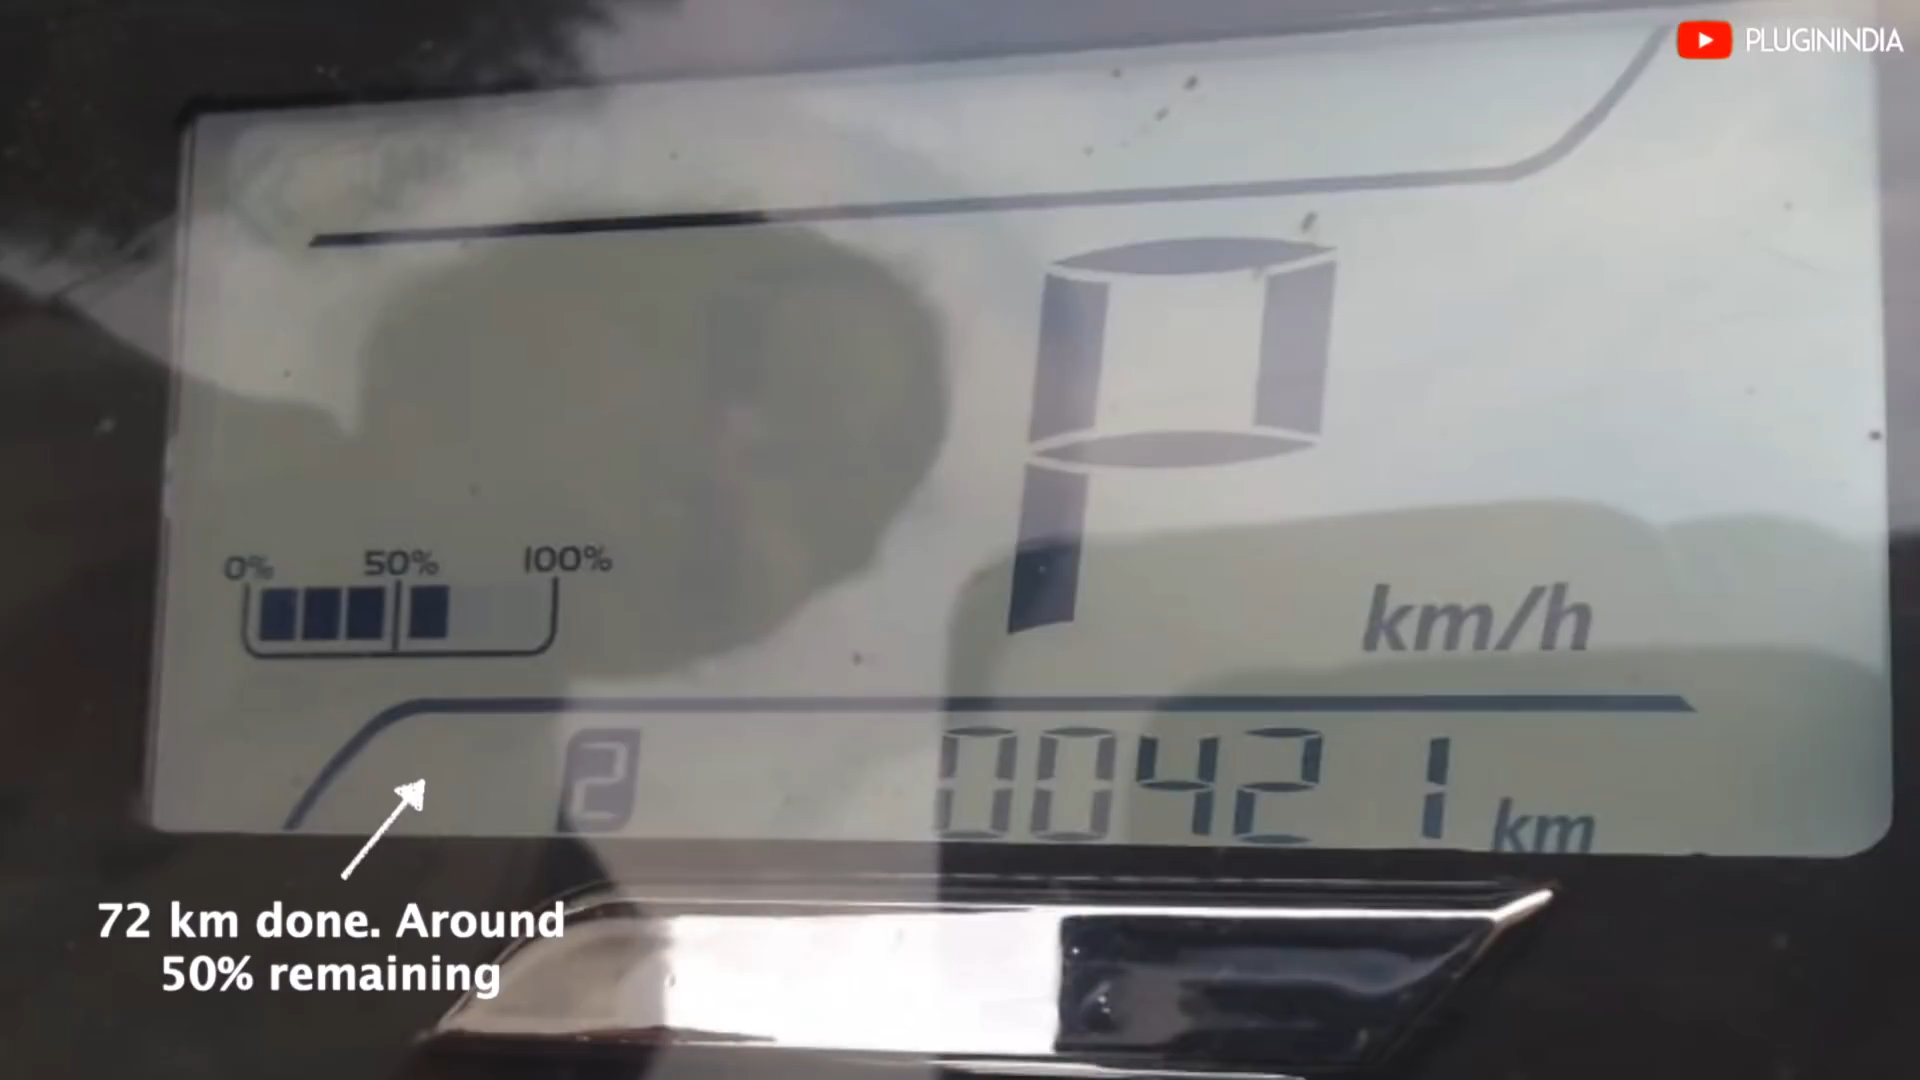 PLUGININDIA
P
0% 50% 100%
km/h
2
00421 km
72 km done. Around
50% remaining